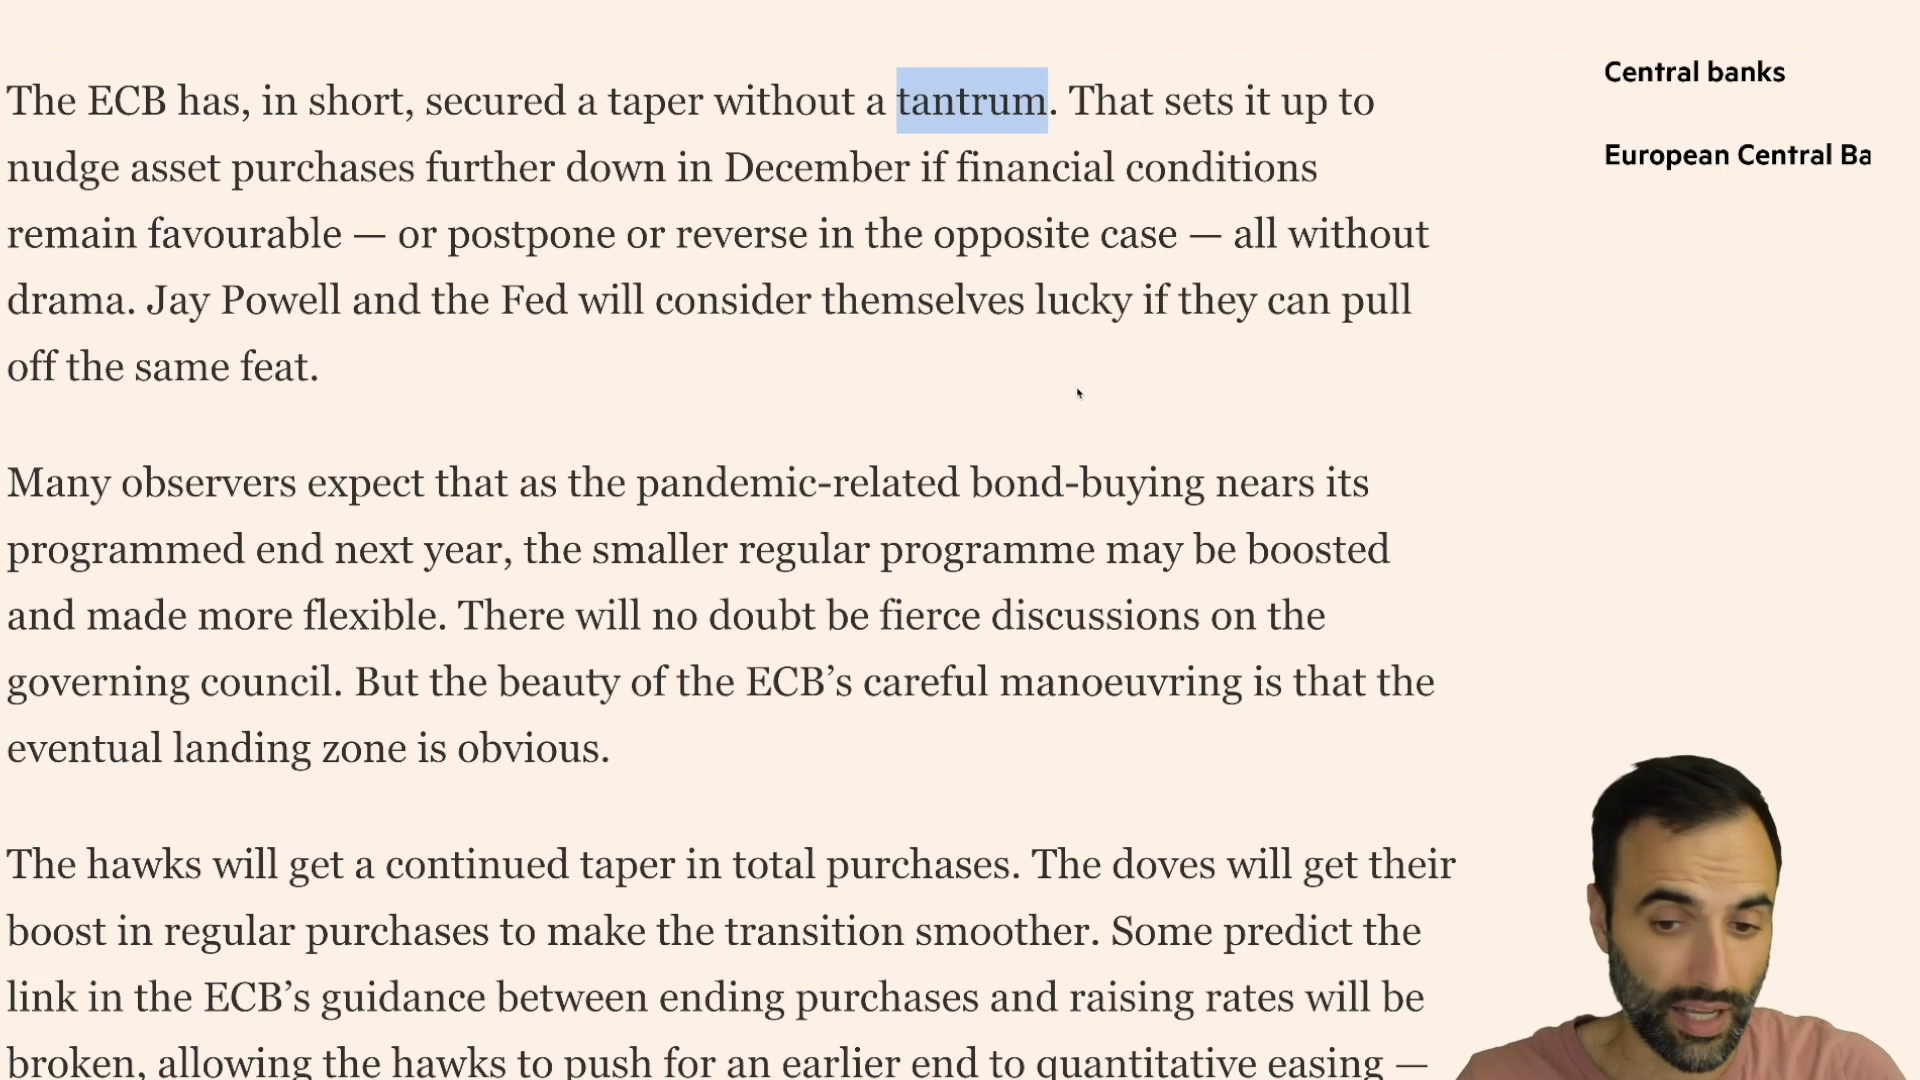 The ECB has, in short, secured a taper without a tantrum. That sets it up to
nudge asset purchases further down in December if financial conditions
remain favourable — or postpone or reverse in the opposite case — all without
drama. Jay Powell and the Fed will consider themselves lucky if they can pull
off the same feat.
Many observers expect that as the pandemic-related bond-buying nears its
programmed end next year, the smaller regular programme may be boosted
and made more flexible. There will no doubt be fierce discussions on the
governing council. But the beauty of the ECB’s careful manoeuvring is that the
eventual landing zone is obvious.
The hawks will get a continued taper in total purchases. The doves will get their
boost in regular purchases to make the transition smoother. Some predict the
link in the ECB’s guidance between ending purchases and raising rates will be
broken, allowing the hawks to push for an earlier end to quantitative easing —
Central banks
European Central Ba